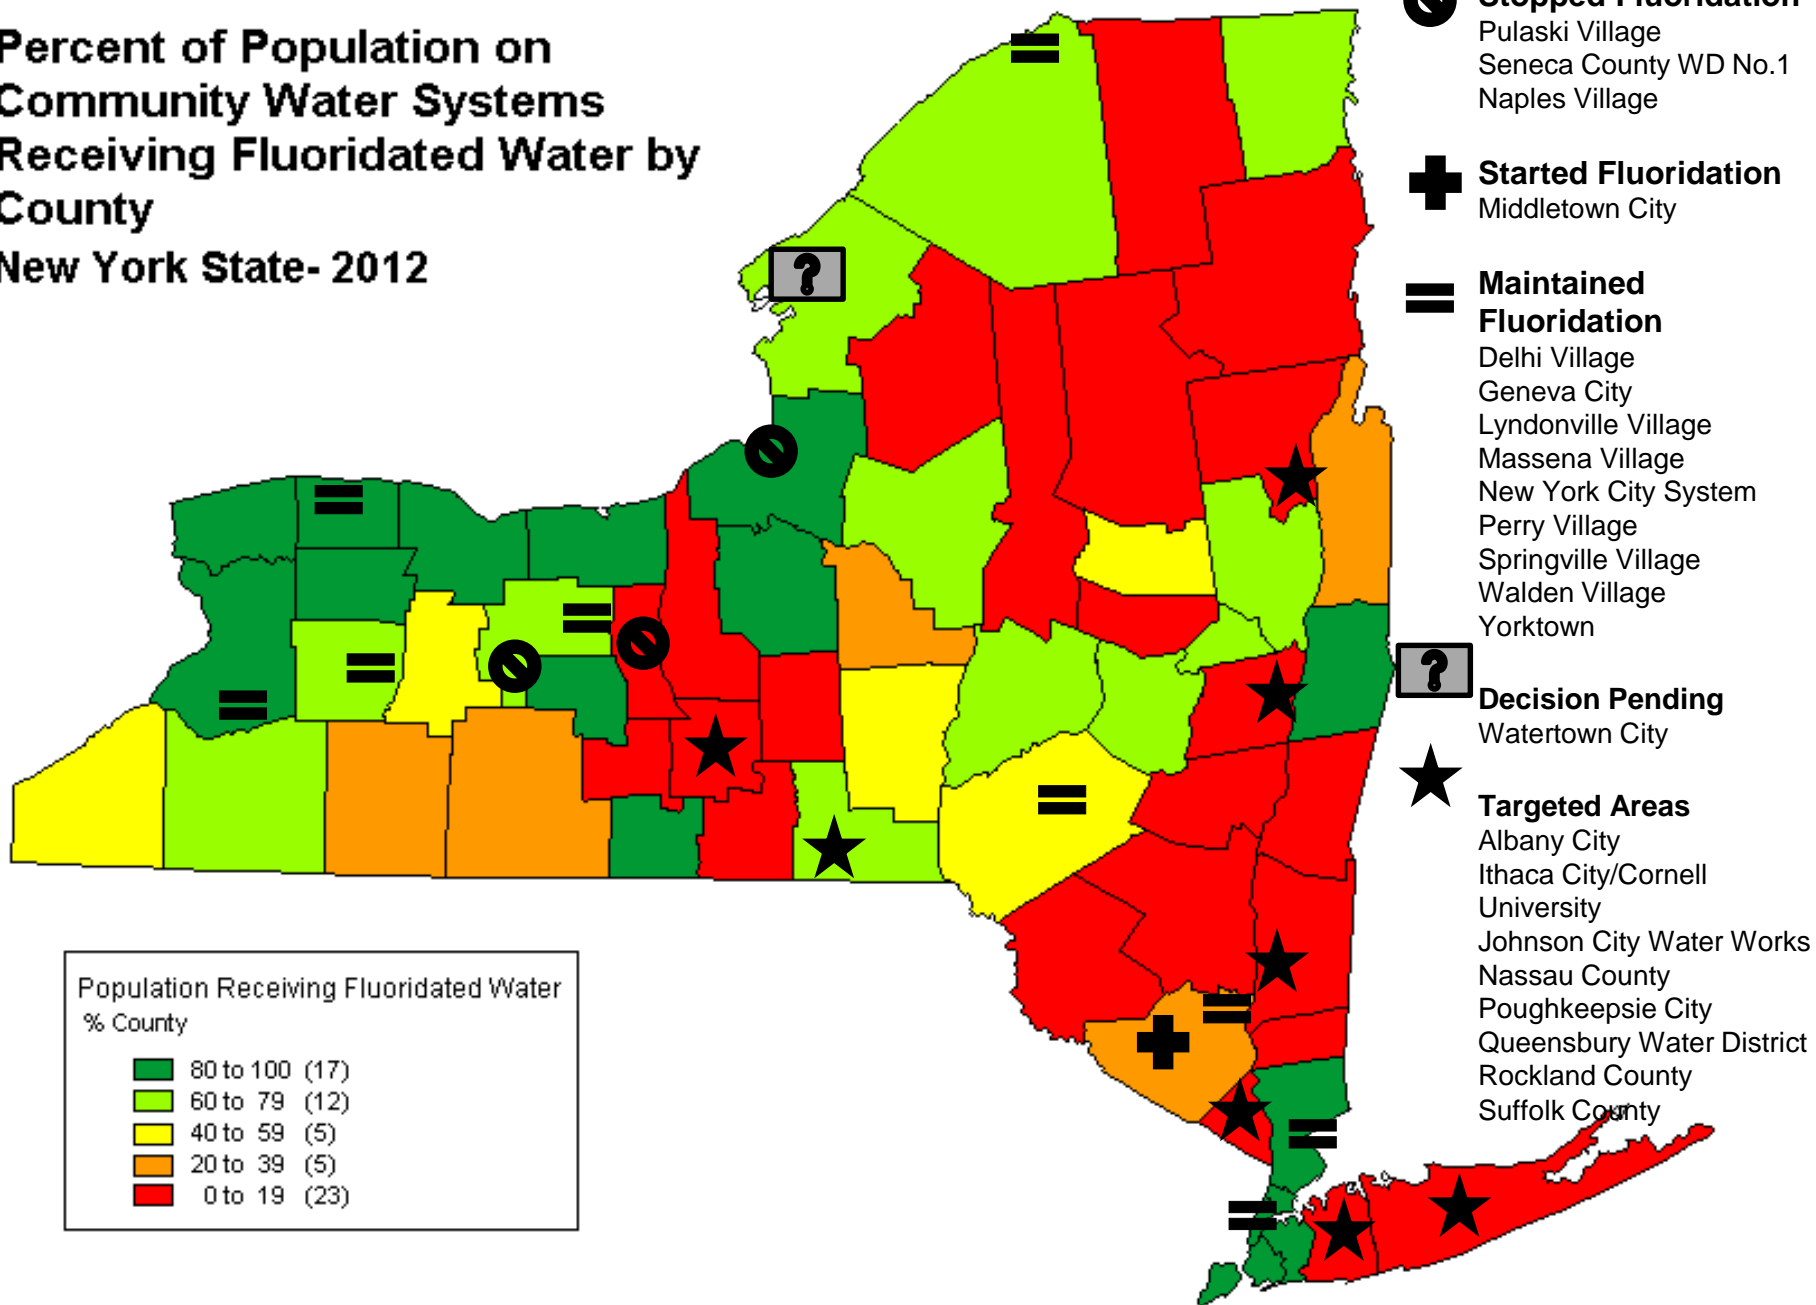 Percent of Population on
Community Water Systems
Receiving Fluoridated Water by
County
New York State- 2012
Stopped Fluoridation
Pulaski Village
Seneca County WD No.1
Naples Village
Started Fluoridation
Middletown City
Maintained
Fluoridation
Delhi Village
Geneva City
Lyndonville Village
Massena Village
New York City System
Perry Village
Springville Village
Walden Village
Yorktown
?
?
Decision Pending
Watertown City
Targeted Areas
Albany City
Ithaca City/Cornell
University
Johnson City Water Works
Nassau County
Poughkeepsie City
Queensbury Water District
Rockland County
Suffolk County
Population Receiving Fluoridated Water
% County
80 to 100 (17)
60 to 79 (12)
40 to 59 (5)
20 to 39 (5)
0 to 19 (23)